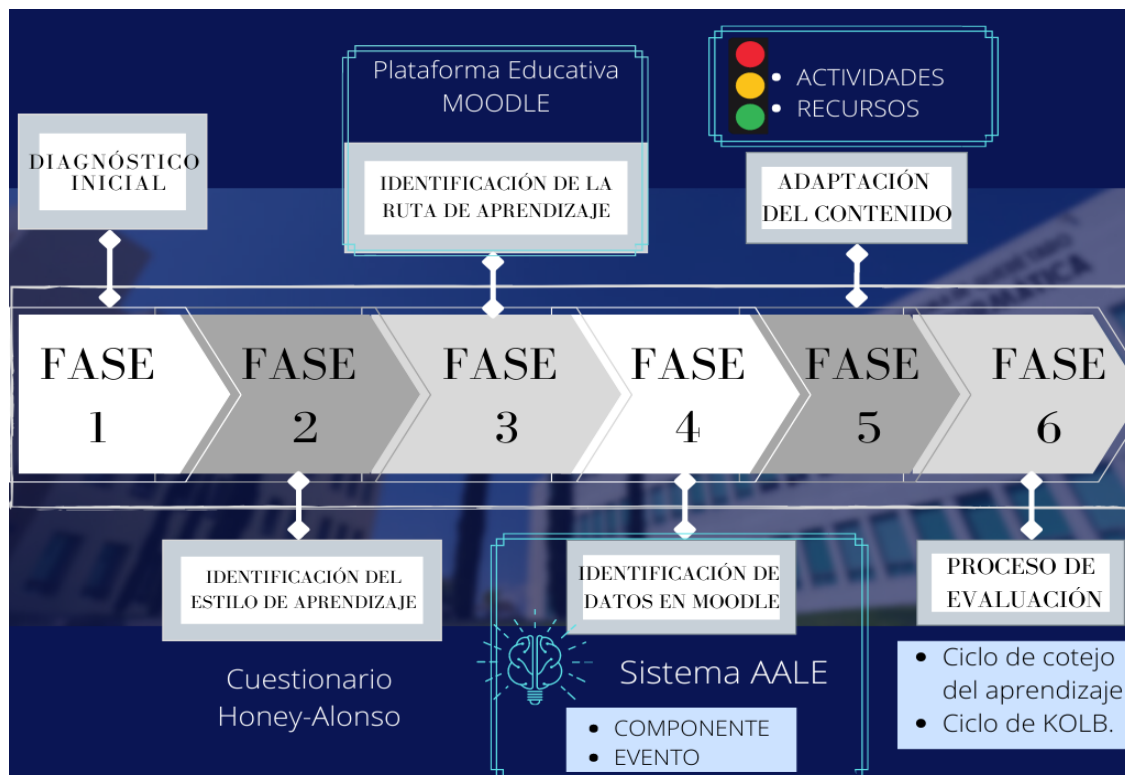 Plataforma Educativa
MOODLE
ACTIVIDADES
RECURSOS
DIAGNÓSTICO
INICIAL
IDENTIFICACIÓN DE LA
RUTA DE APRENDIZAJE
ADAPTACIÓN
DEL CONTENIDO
FASE
1
FASE
2
FASE
3
FASE
4
FASE
5
FASE
6
IDENTIFICACIÓN DEL
ESTILO DE APRENDIZAJE
Cuestionario
Honey-Alonso
IDENTIFICACIÓN DE
DATOS EN MOODLE
Sistema AALE
COMPONENTE
EVENTO
PROCESO DE
EVALUACIÓN
Ciclo de cotejo
del aprendizaje
Ciclo de KOLB.